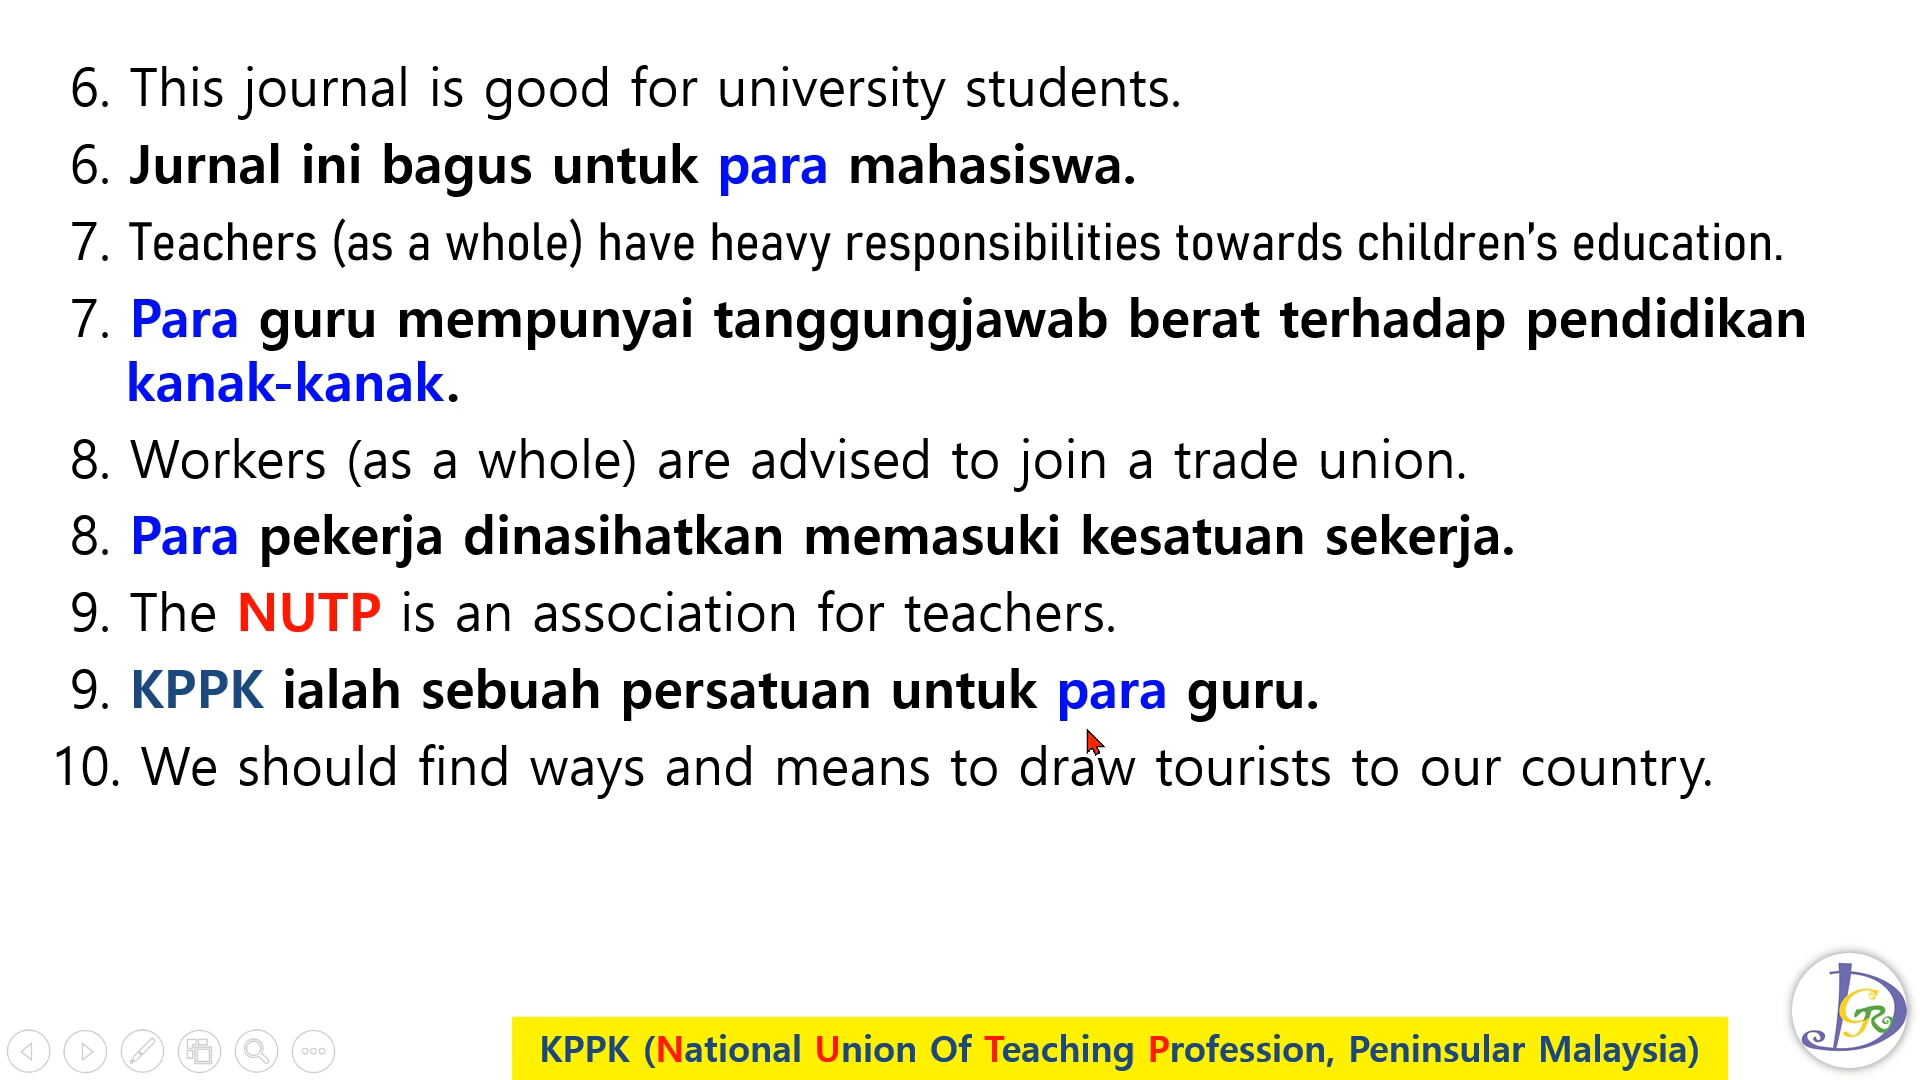 6. This journal is good for university students.
6. Jurnal ini bagus untuk para mahasiswa.
7. Teachers (as a whole) have heavy responsibilities towards children’s education.
7. Para guru mempunyai tanggungjawab berat terhadap pendidikan
kanak-kanak.
8. Workers (as a whole) are advised to join a trade union.
8. Para pekerja dinasihatkan memasuki kesatuan sekerja.
9. The NUTP is an association for teachers.
9. KPPK ialah sebuah persatuan untuk para guru.
10. We should find ways and means to draw tourists to our country.
KPPK (National Union Of Teaching Profession, Peninsular Malaysia)
DGR